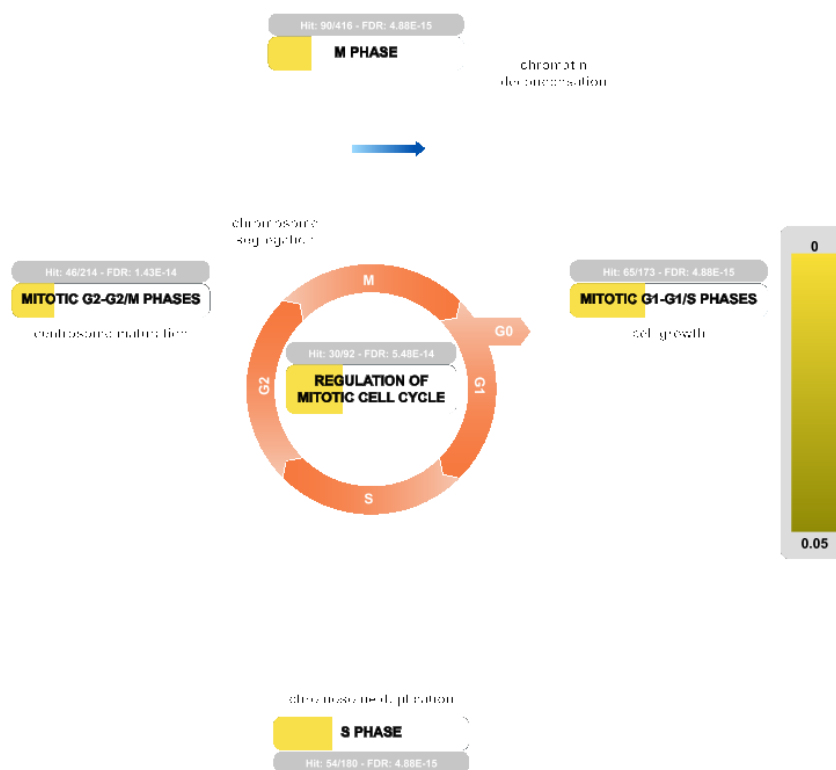 Hit: 90/416 - FDR: 4.88E-15
M PHASE
chromatin
decondensation
chromosome
segregation
Hit: 46/214 - FDR: 1.43E-14
MITOTIC G2-G2/M PHASES
centrosome maturation
Hit: 65/173 - FDR: 4.88E-15
MITOTIC G1-G1/S PHASES
cell growth
0
0.05
M
G0
G1
S
G2
Hit: 30/92 - FDR: 5.48E-14
REGULATION OF
MITOTIC CELL CYCLE
chromosome duplication
S PHASE
Hit: 54/180 - FDR: 4.88E-15